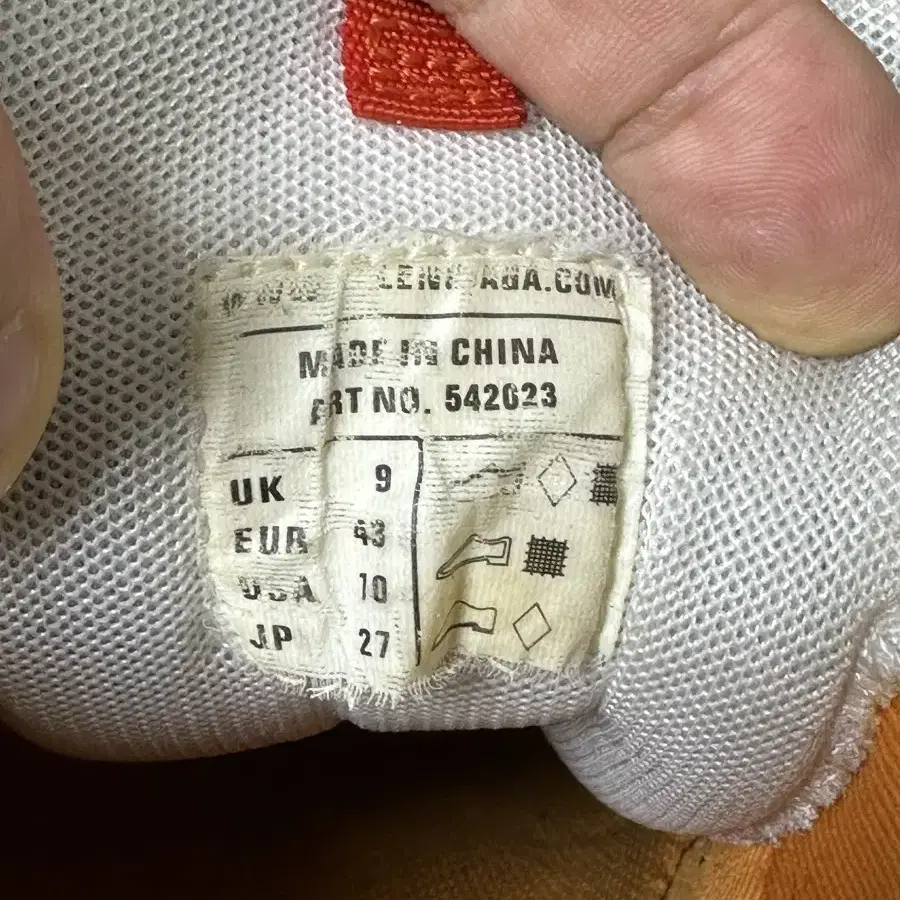 MADE IN CHINA
ART NO. 542023
UK 9
EUR 43
USA 10
JP 27